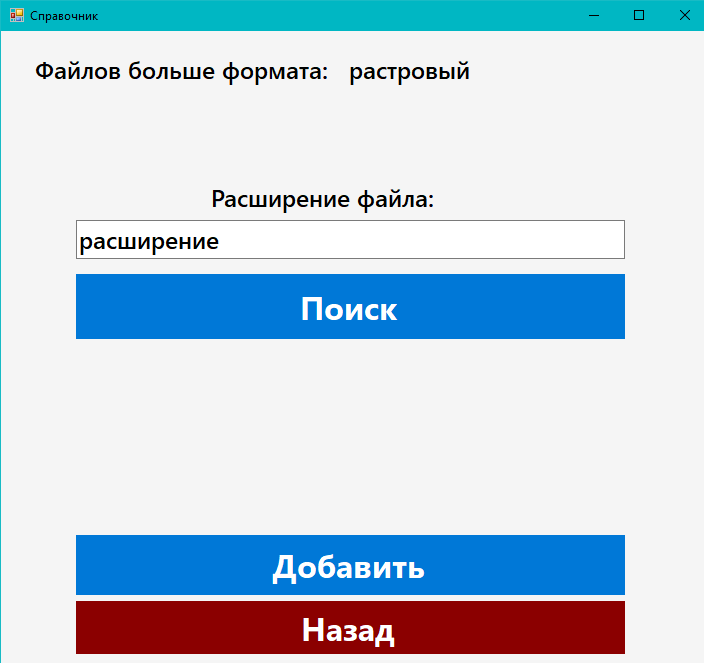 Справочник
Файлов больше формата: растровый
Расширение файла:
расширение
Поиск
Добавить
Назад